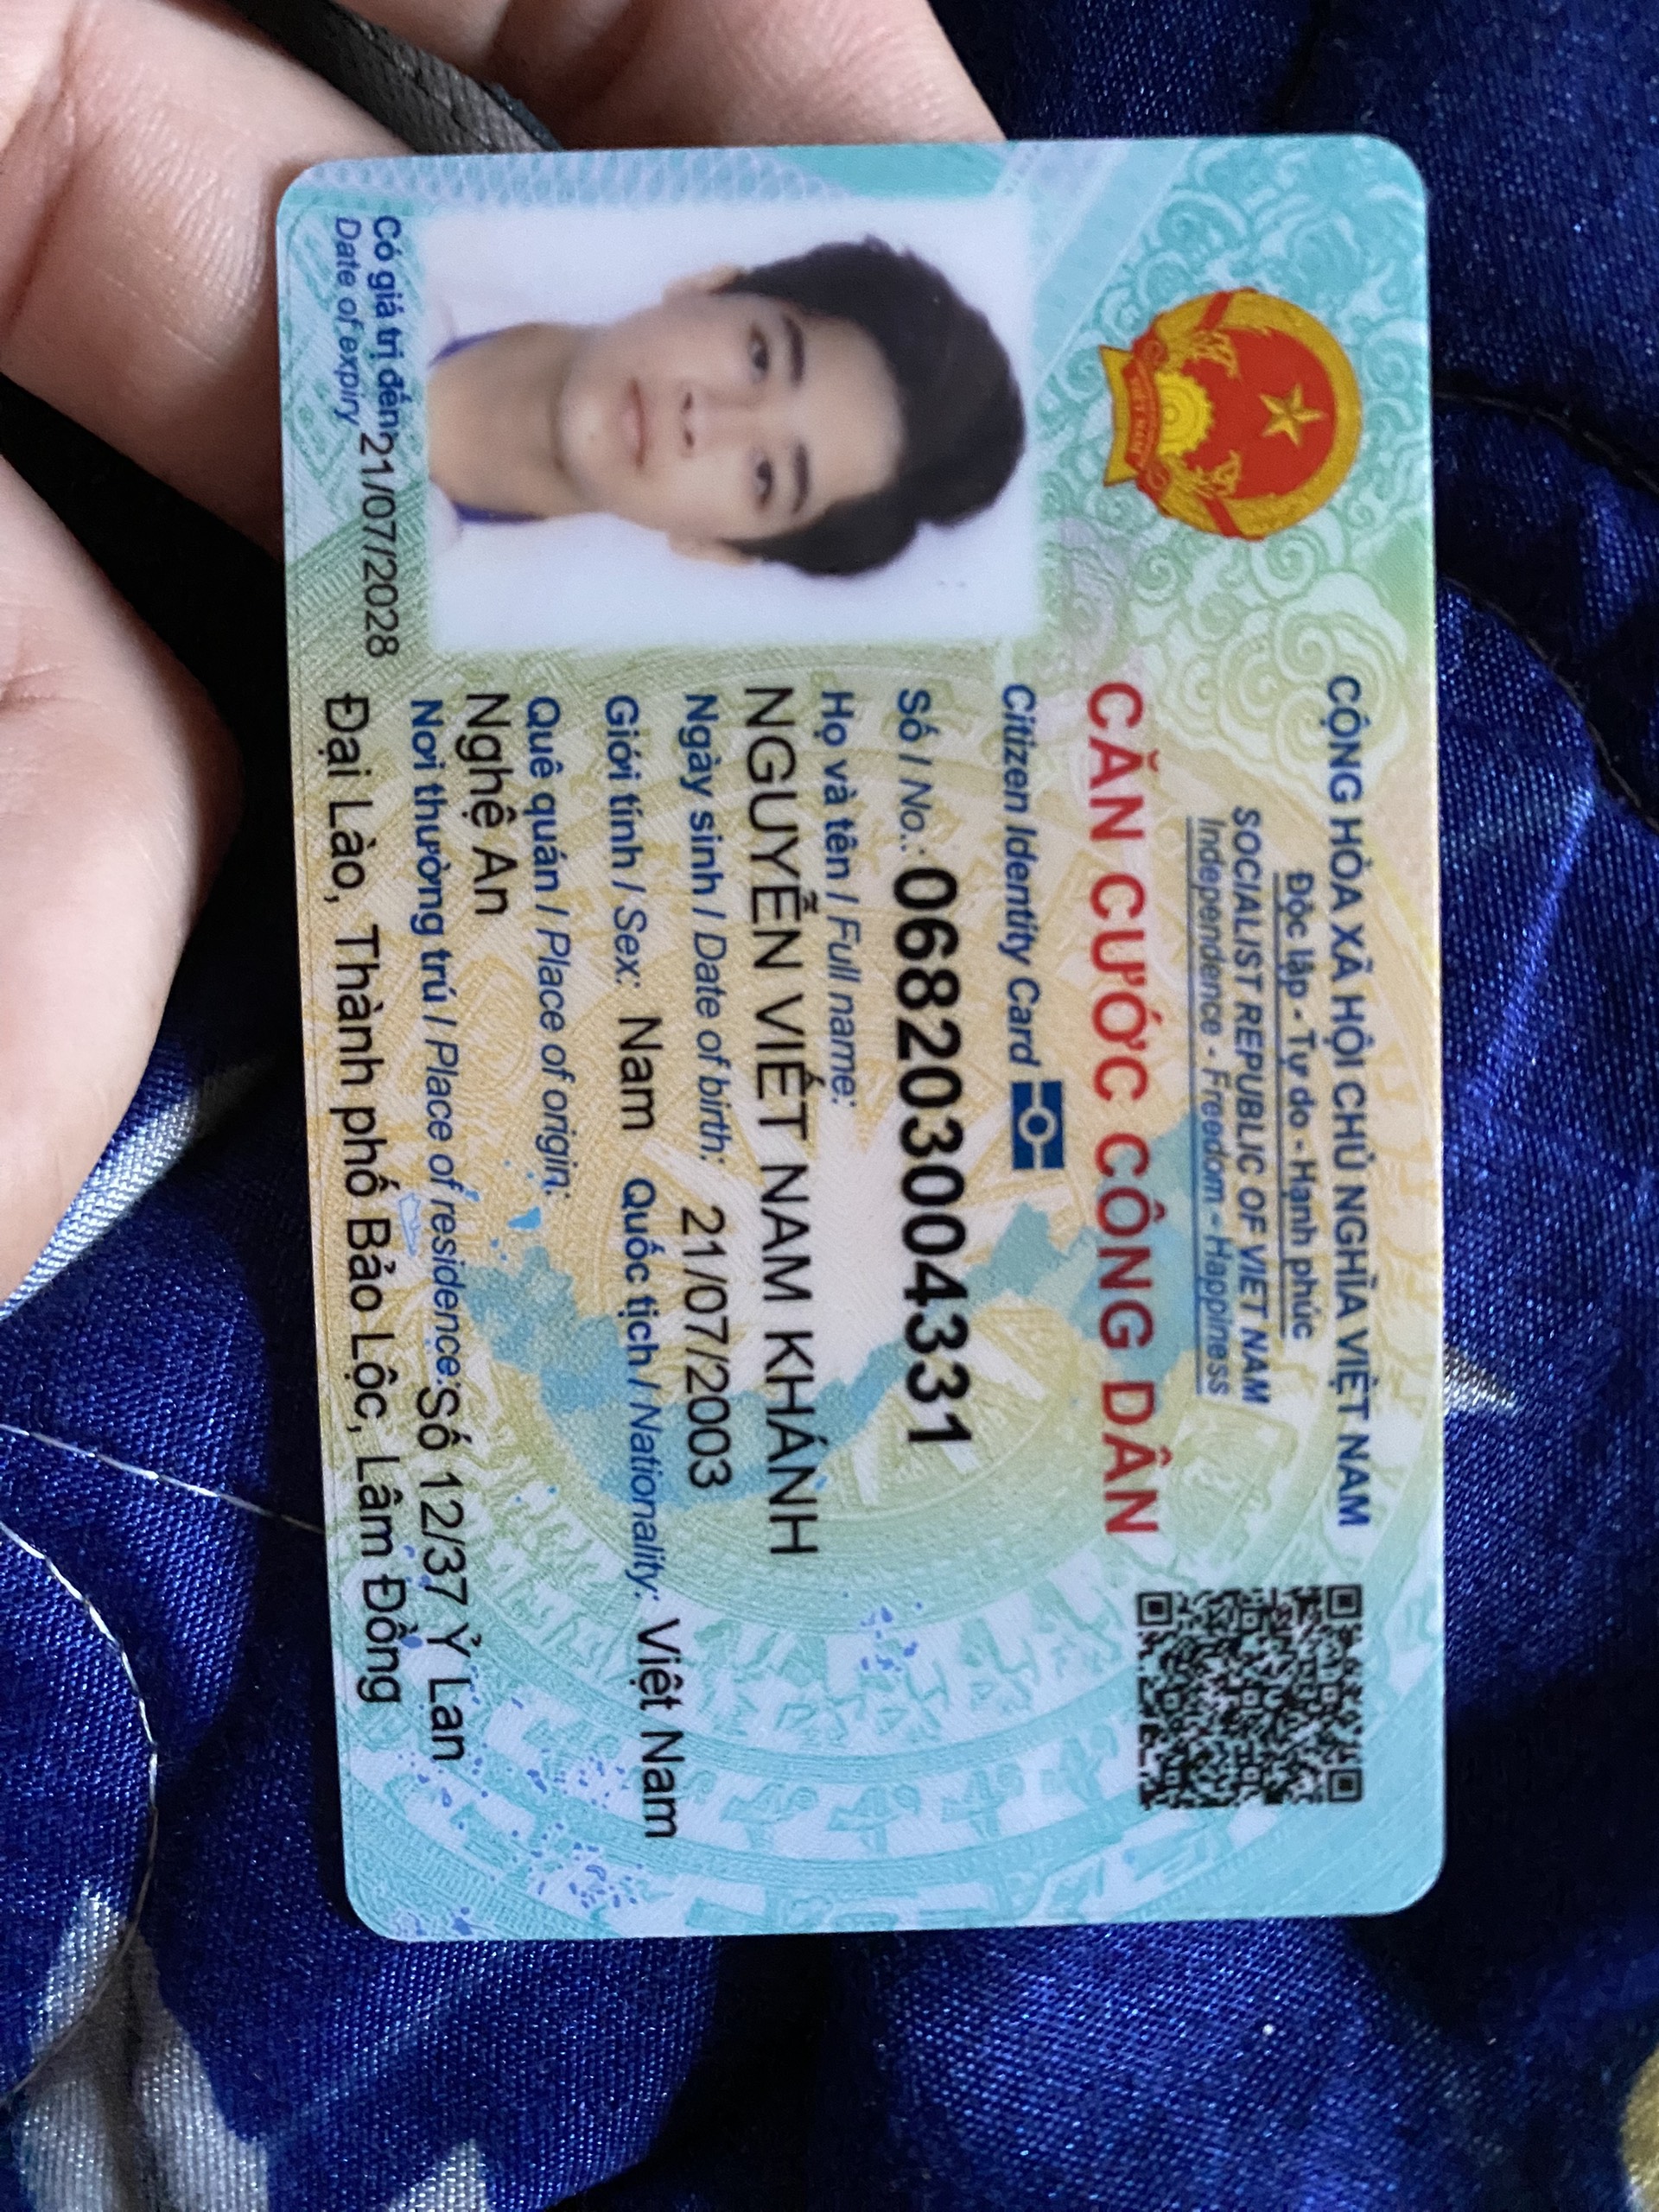 CỘNG HÒA XÃ HỘI CHỦ NGHĨA VIỆT NAM
Độc lập - Tự do - Hạnh phúc
SOCIALIST REPUBLIC OF VIET NAM
Independence - Freedom - Happiness
VIỆT NAM
CĂN CƯỚC CÔNG DÂN
Citizen Identity Card
Số / No.: 068203004331
Họ và tên / Full name:
NGUYỄN VIẾT NAM KHÁNH
Ngày sinh / Date of birth: 21/07/2003
Giới tính / Sex: Nam Quốc tịch / Nationality: Việt Nam
Quê quán / Place of origin:
Nghệ An
Nơi thường trú / Place of residence: Số 12/37 Ỷ Lan
Đại Lào, Thành phố Bảo Lộc, Lâm Đồng
Có giá trị đến: 21/07/2028
Date of expiry